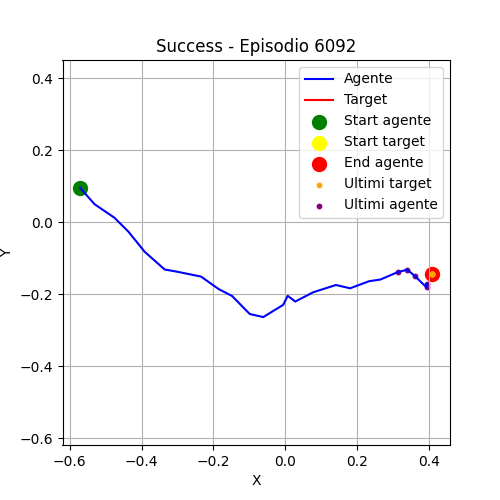 Success - Episodio 6092
Agente
Target
Start agente
Start target
End agente
Ultimi target
Ultimi agente
0.4
0.2
0.0
−0.2
−0.4
−0.6
Y
−0.6
−0.4
−0.2
0.0
0.2
0.4
X